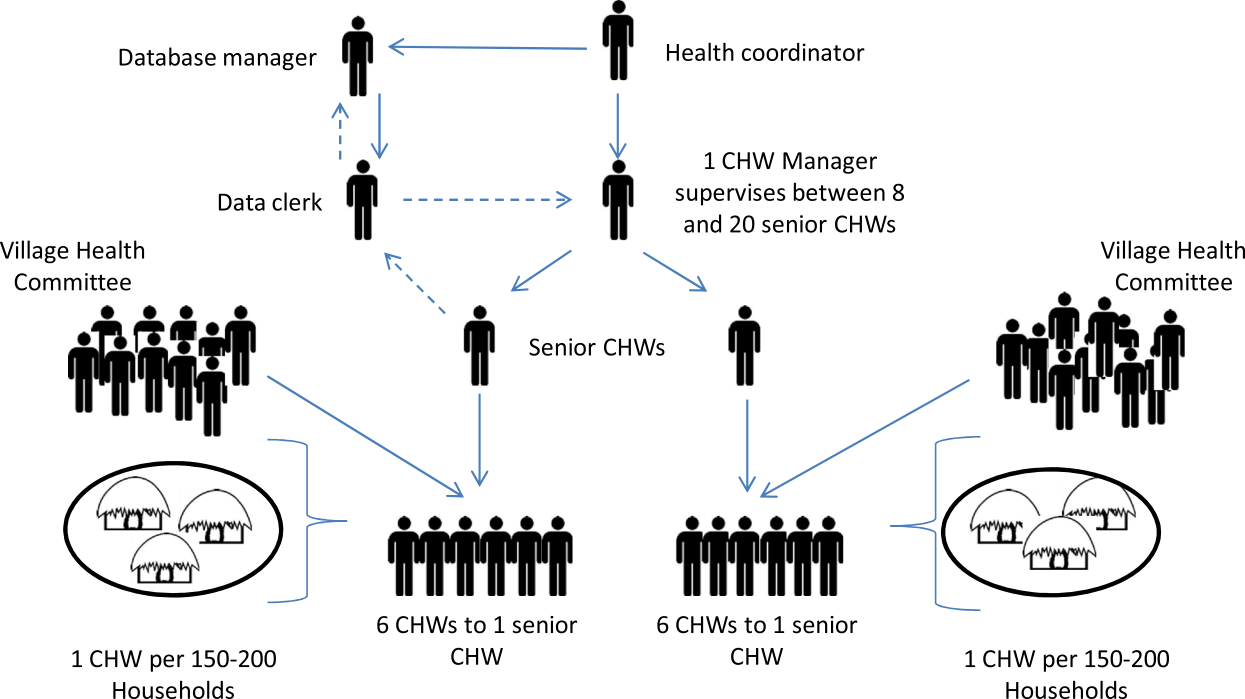 Database manager
Health coordinator
1 CHW Manager
supervises between 8
and 20 senior CHWs
Data clerk
Village Health
Committee
Village Health
Committee
Senior CHWs
6 CHWs to 1 senior
CHW
6 CHWs to 1 senior
CHW
1 CHW per 150-200
Households
1 CHW per 150-200
Households